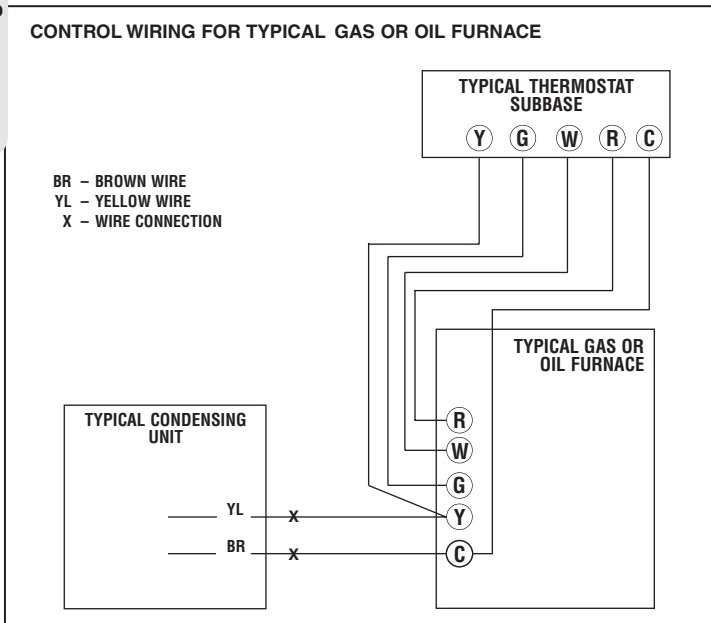 CONTROL WIRING FOR TYPICAL GAS OR OIL FURNACE
TYPICAL THERMOSTAT
SUBBASE
Y G W R C
BR – BROWN WIRE
YL – YELLOW WIRE
X – WIRE CONNECTION
TYPICAL GAS OR
OIL FURNACE
TYPICAL CONDENSING
UNIT
R
W
G
YL X Y
BR X C